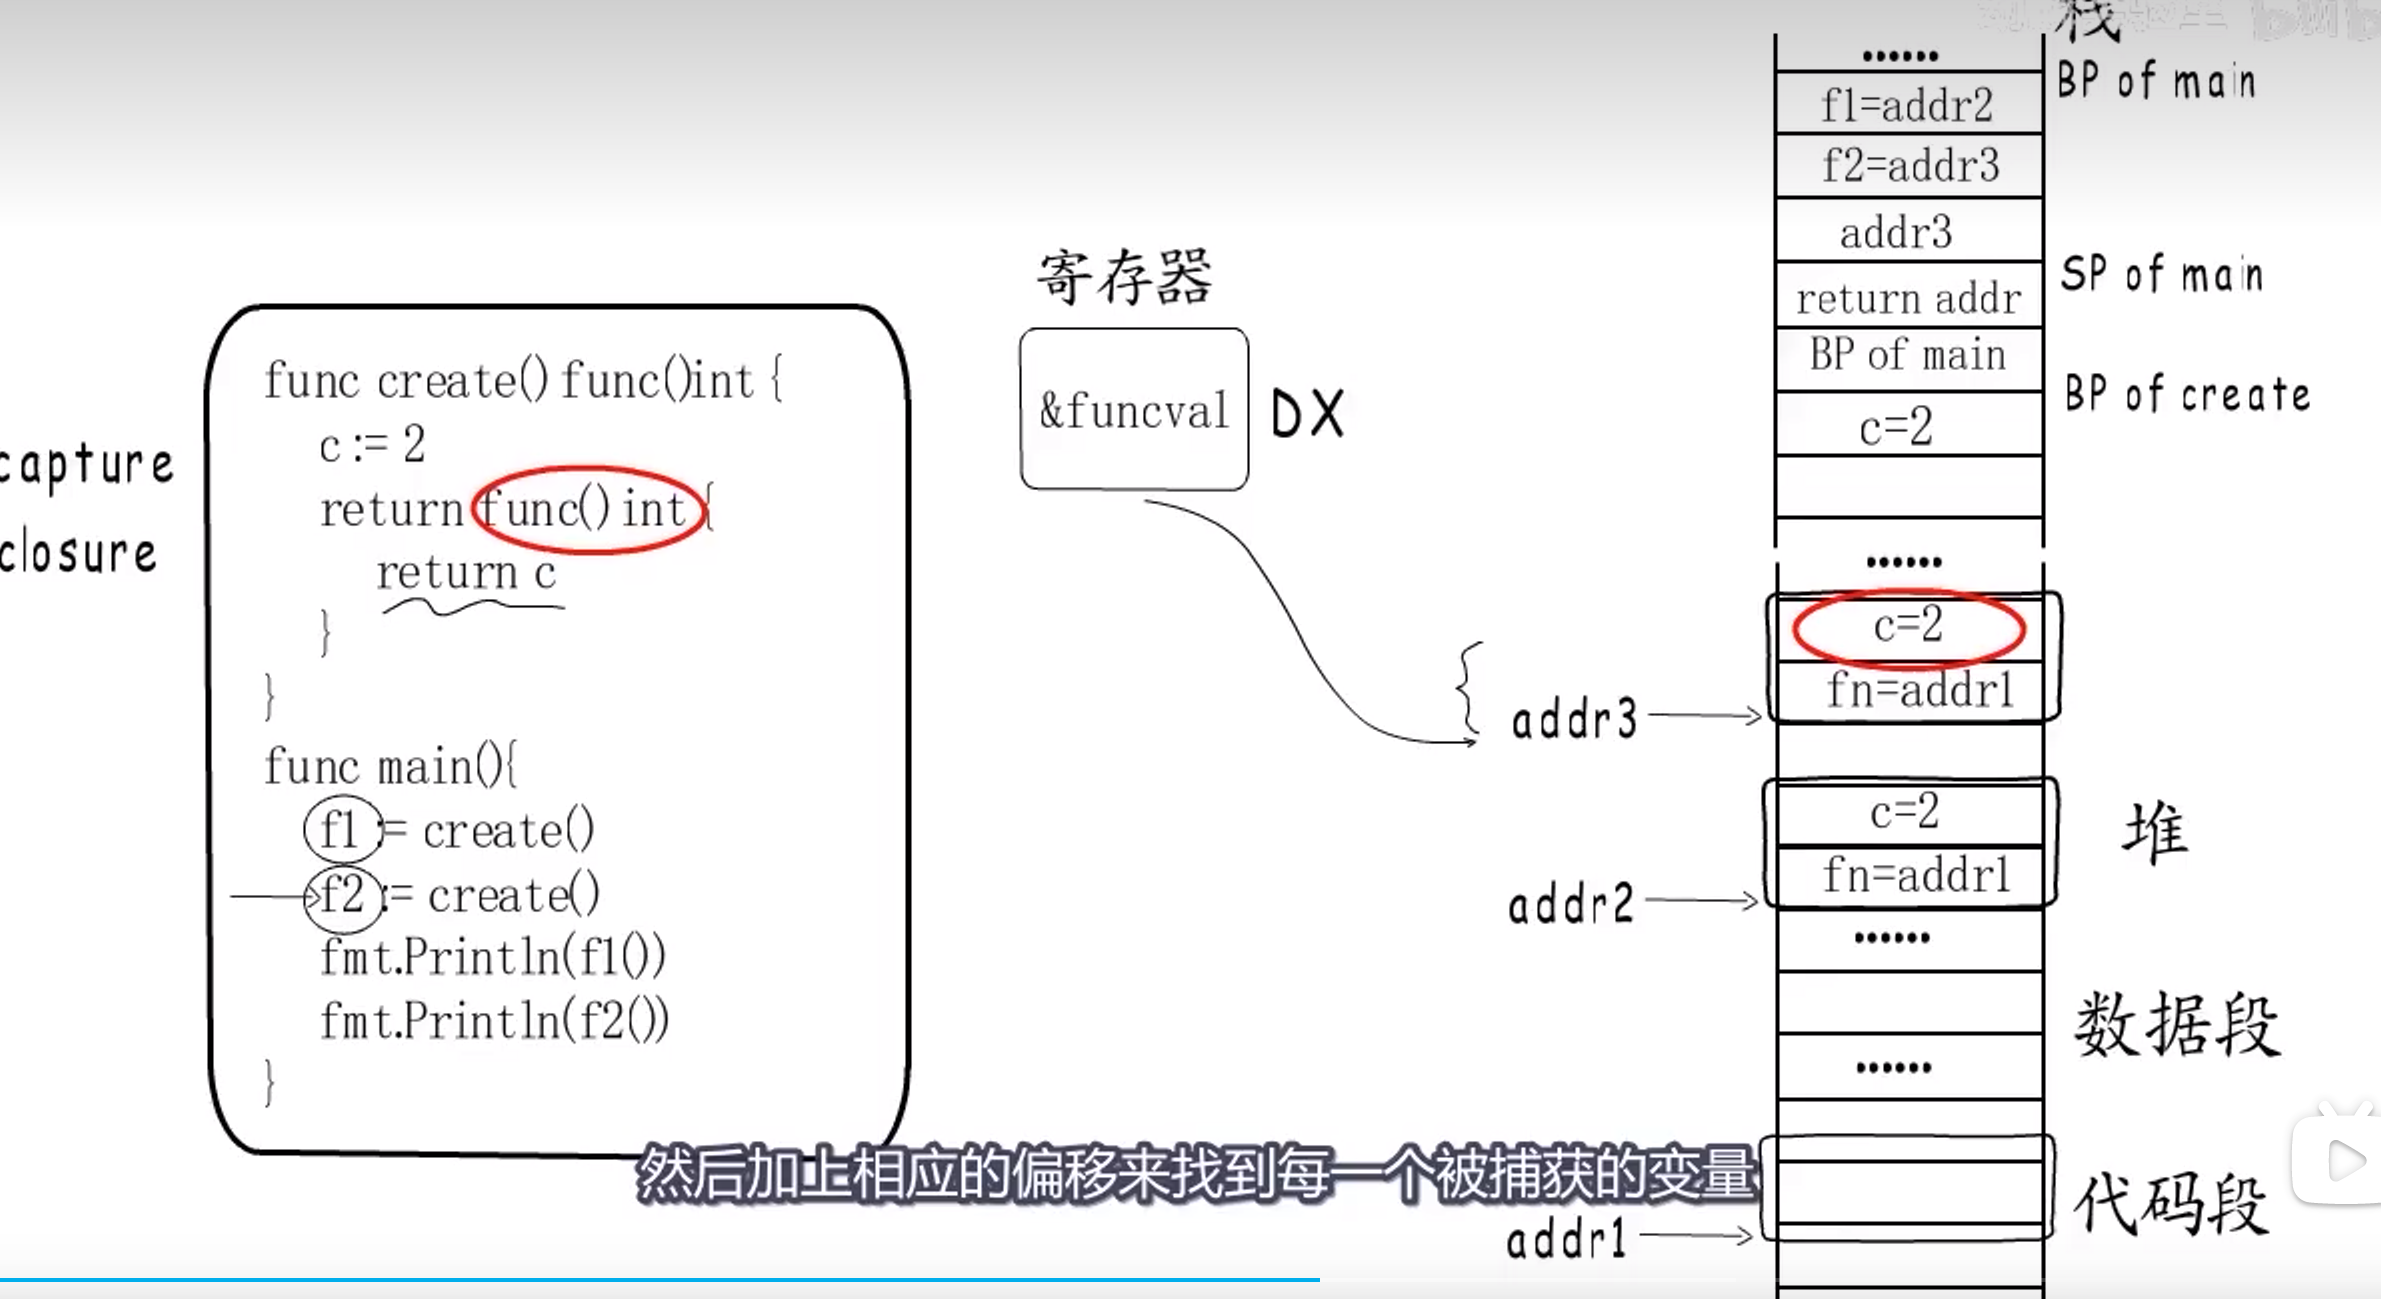 栈
BP of main
f1=addr2
f2=addr3
addr3
SP of main
return addr
BP of main
BP of create
c=2
寄存器
&funcval
DX
capture
closure
func create() func()int {
c := 2
return func() int {
return c
}
}
func main(){
f1 := create()
f2 := create()
fmt.Println(f1())
fmt.Println(f2())
}
c=2
fn=addr1
addr3
c=2
fn=addr1
addr2
堆
数据段
代码段
addr1
然后加上相应的偏移来找到每一个被捕获的变量